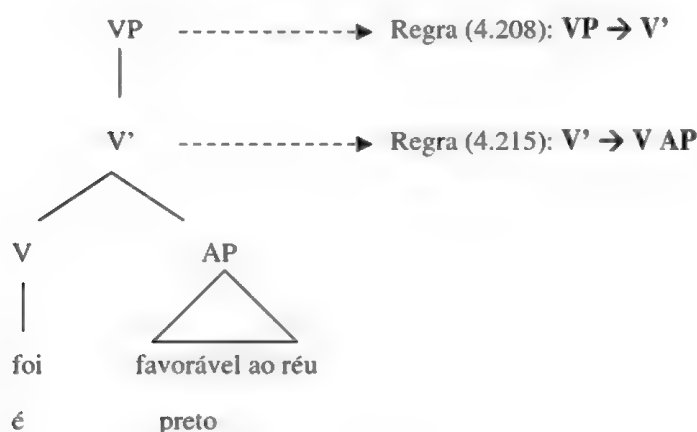 VP Regra (4.208): VP → V’
V’ Regra (4.215): V’ → V AP
V AP
foi favorável ao réu
é preto